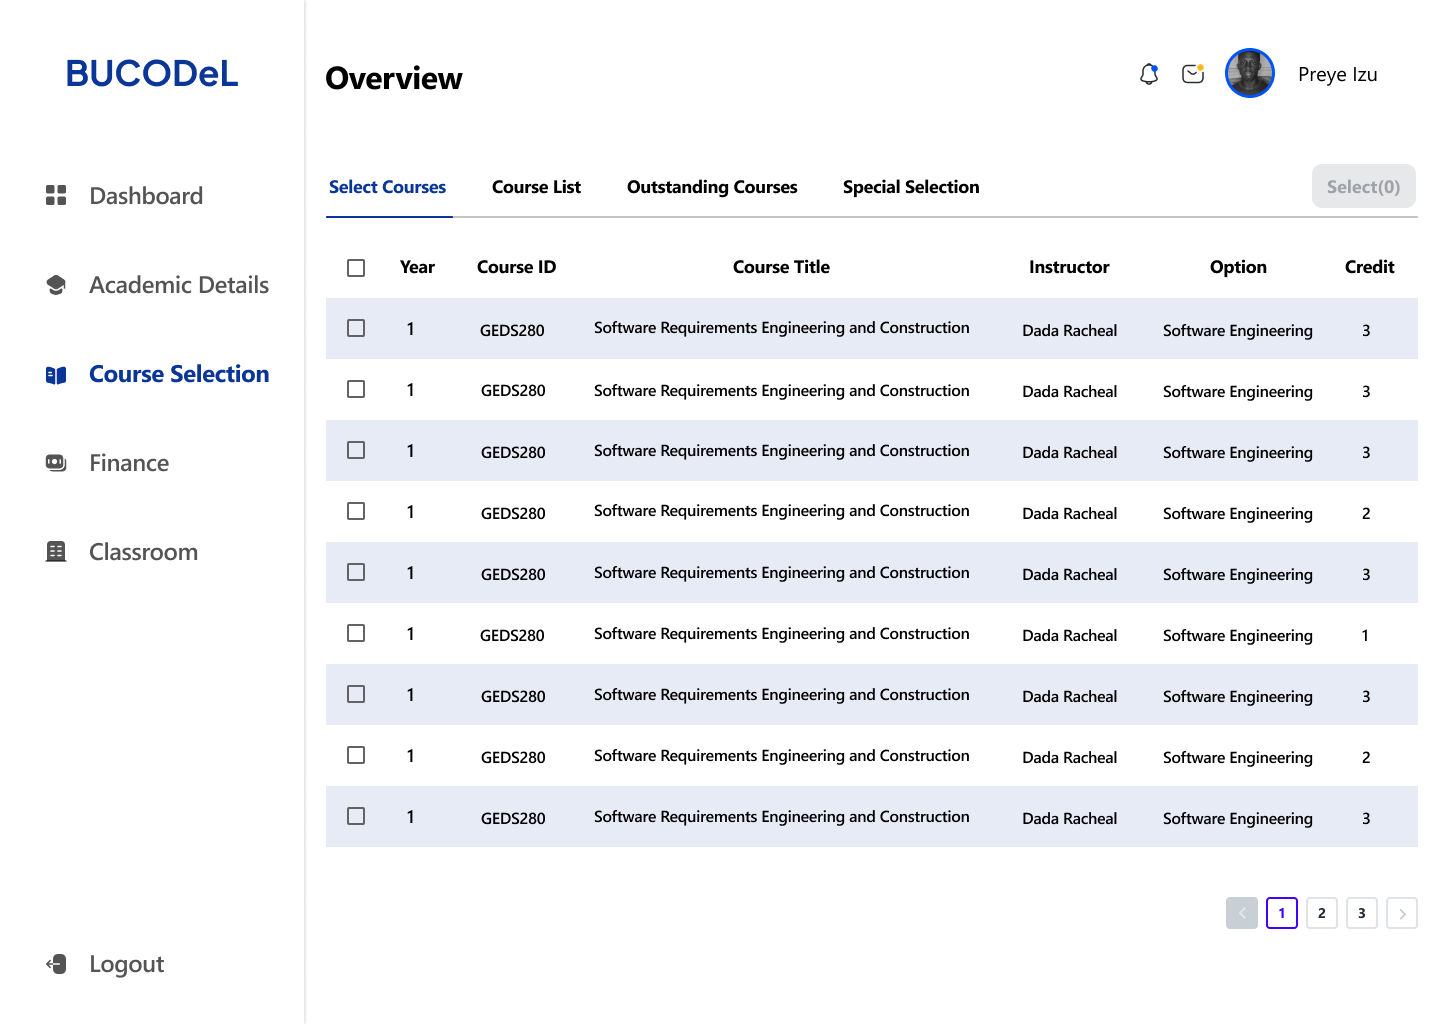 BUCODeL
Overview
Preye Izu
Dashboard
Academic Details
Course Selection
Finance
Classroom
Logout
Select Courses Course List Outstanding Courses Special Selection Select(0)
Year Course ID Course Title Instructor Option Credit
1 GEDS280 Software Requirements Engineering and Construction Dada Racheal Software Engineering 3
1 GEDS280 Software Requirements Engineering and Construction Dada Racheal Software Engineering 3
1 GEDS280 Software Requirements Engineering and Construction Dada Racheal Software Engineering 3
1 GEDS280 Software Requirements Engineering and Construction Dada Racheal Software Engineering 2
1 GEDS280 Software Requirements Engineering and Construction Dada Racheal Software Engineering 3
1 GEDS280 Software Requirements Engineering and Construction Dada Racheal Software Engineering 1
1 GEDS280 Software Requirements Engineering and Construction Dada Racheal Software Engineering 3
1 GEDS280 Software Requirements Engineering and Construction Dada Racheal Software Engineering 2
1 GEDS280 Software Requirements Engineering and Construction Dada Racheal Software Engineering 3
1 2 3